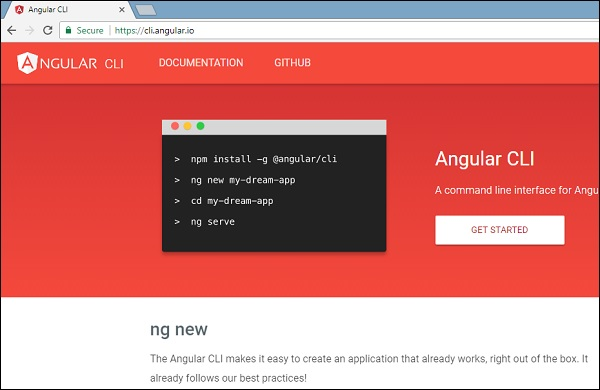 Angular CLI
Secure https://cli.angular.io
ANGULAR CLI DOCUMENTATION GITHUB
> npm install -g @angular/cli
> ng new my-dream-app
> cd my-dream-app
> ng serve
Angular CLI
A command line interface for Angu
GET STARTED
ng new
The Angular CLI makes it easy to create an application that already works, right out of the box. It
already follows our best practices!